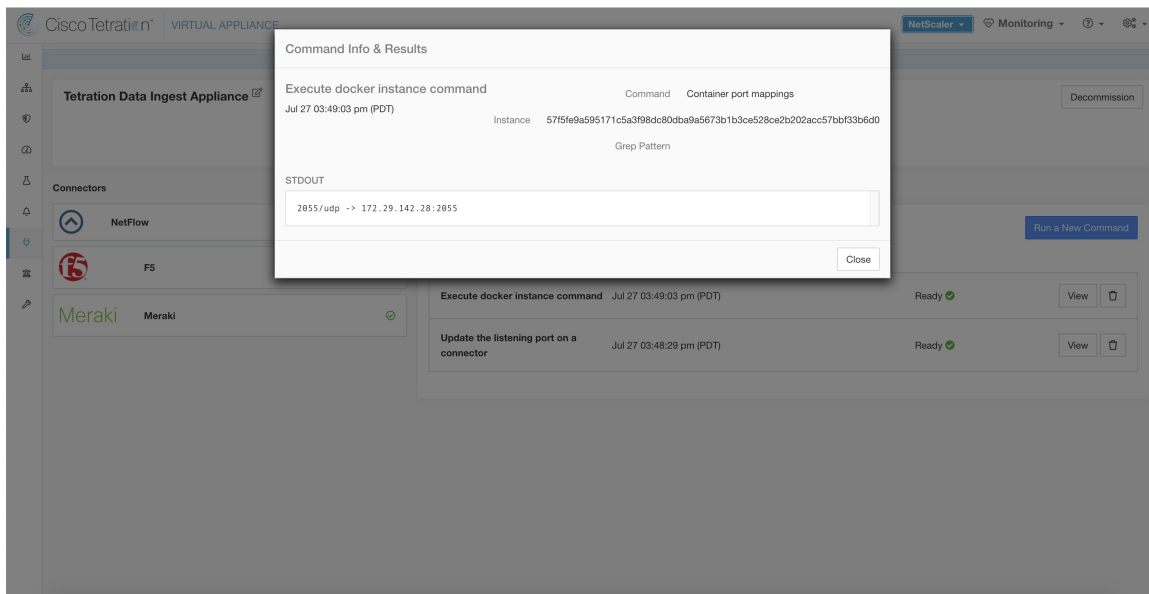 Cisco Tetration™ VIRTUAL APPLIANCE
NetScaler
Monitoring
Command Info & Results
Execute docker instance command
Jul 27 03:49:03 pm (PDT)
Command Container port mappings
Instance 57f5fe9a595171c5a3f98dc80dba9a5673b1b3ce528ce2b202acc57bbf33b6d0
Grep Pattern
STDOUT
2055/udp -> 172.29.142.28:2055
Close
Tetration Data Ingest Appliance
Decommission
Connectors
NetFlow
f5 F5
Meraki Meraki
Run a New Command
Execute docker instance command Jul 27 03:49:03 pm (PDT) Ready View
Update the listening port on a
connector
Jul 27 03:48:29 pm (PDT) Ready View